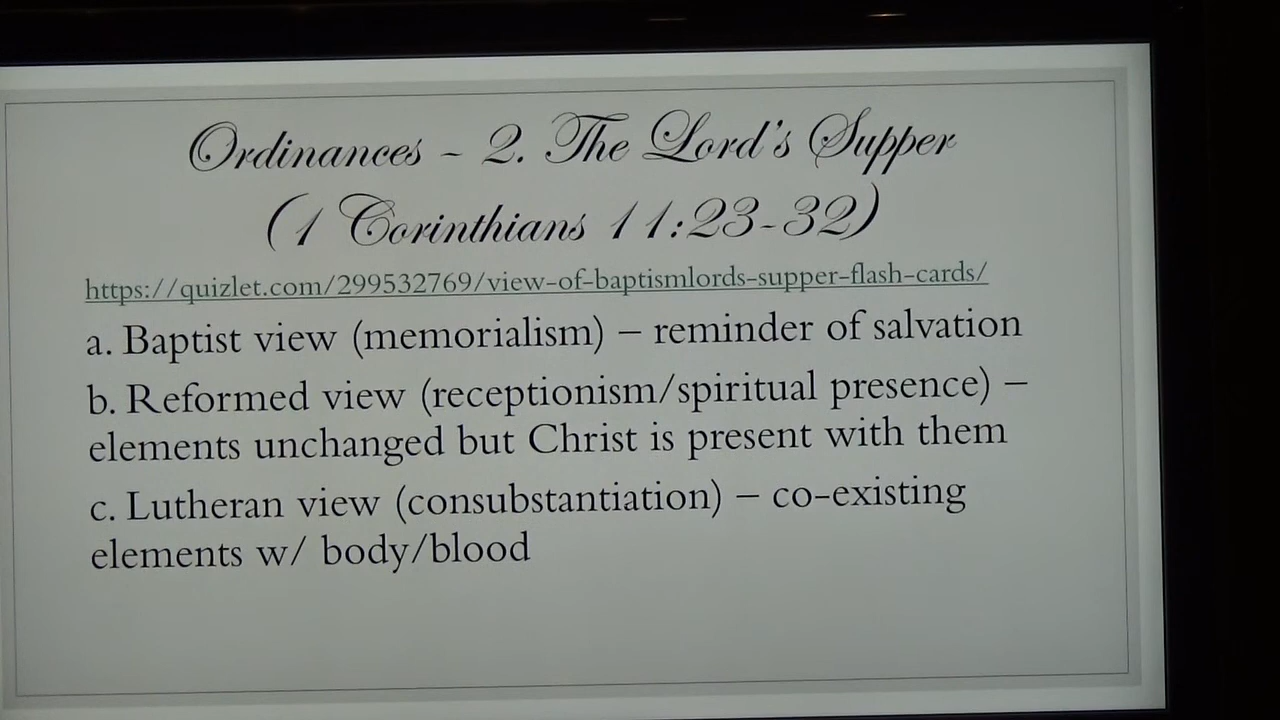 Ordinances - 2. The Lord's Supper
(1 Corinthians 11:23-32)
https://quizlet.com/299532769/view-of-baptismlords-supper-flash-cards/
a. Baptist view (memorialism) – reminder of salvation
b. Reformed view (receptionism/spiritual presence) –
elements unchanged but Christ is present with them
c. Lutheran view (consubstantiation) – co-existing
elements w/ body/blood